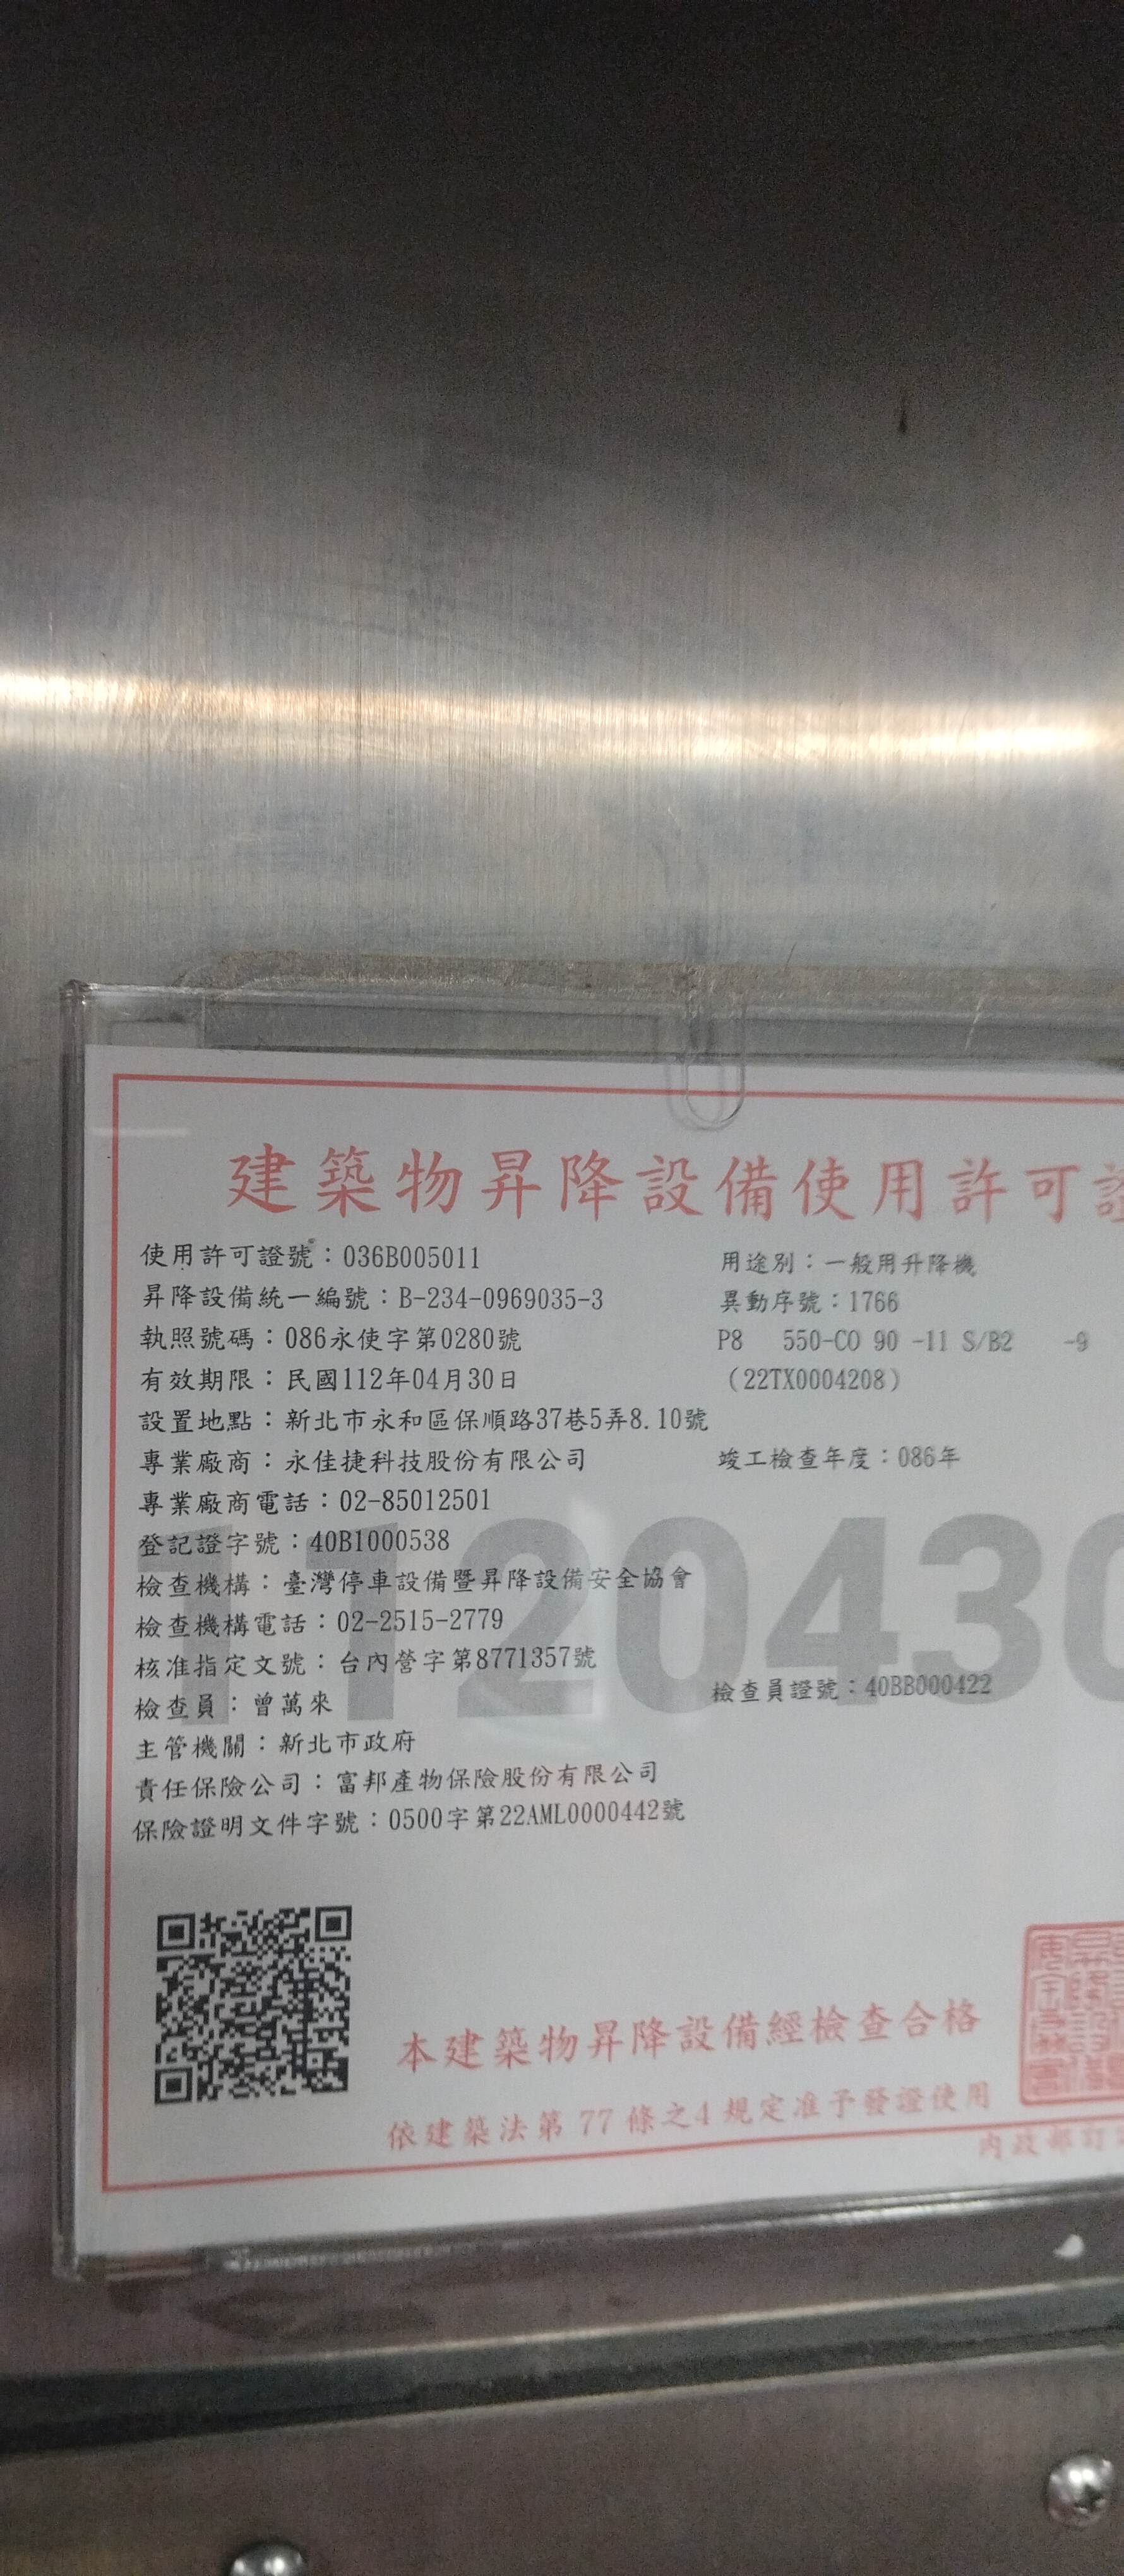 建築物昇降設備使用許可證
使用許可證號：036B005011
用途別：一般用升降機
昇降設備統一編號：B-234-0969035-3
異動序號：1766
執照號碼：086永使字第0280號
P8 550-CO 90 -11 S/B2 -9
有效期限：民國112年04月30日
（22TX0004208）
設置地點：新北市永和區保順路37巷5弄8.10號
專業廠商：永佳捷科技股份有限公司
竣工檢查年度：086年
專業廠商電話：02-85012501
登記證字號：40B1000538
1120430
檢查機構：臺灣停車設備暨昇降設備安全協會
檢查機構電話：02-2515-2779
核准指定文號：台內營字第8771357號
檢查員：曾萬來
檢查員證號：40BB000422
主管機關：新北市政府
責任保險公司：富邦產物保險股份有限公司
保險證明文件字號：0500字第22AML0000442號
本建築物昇降設備經檢查合格
依建築法第 77 條之4 規定准予發證使用
內政部訂